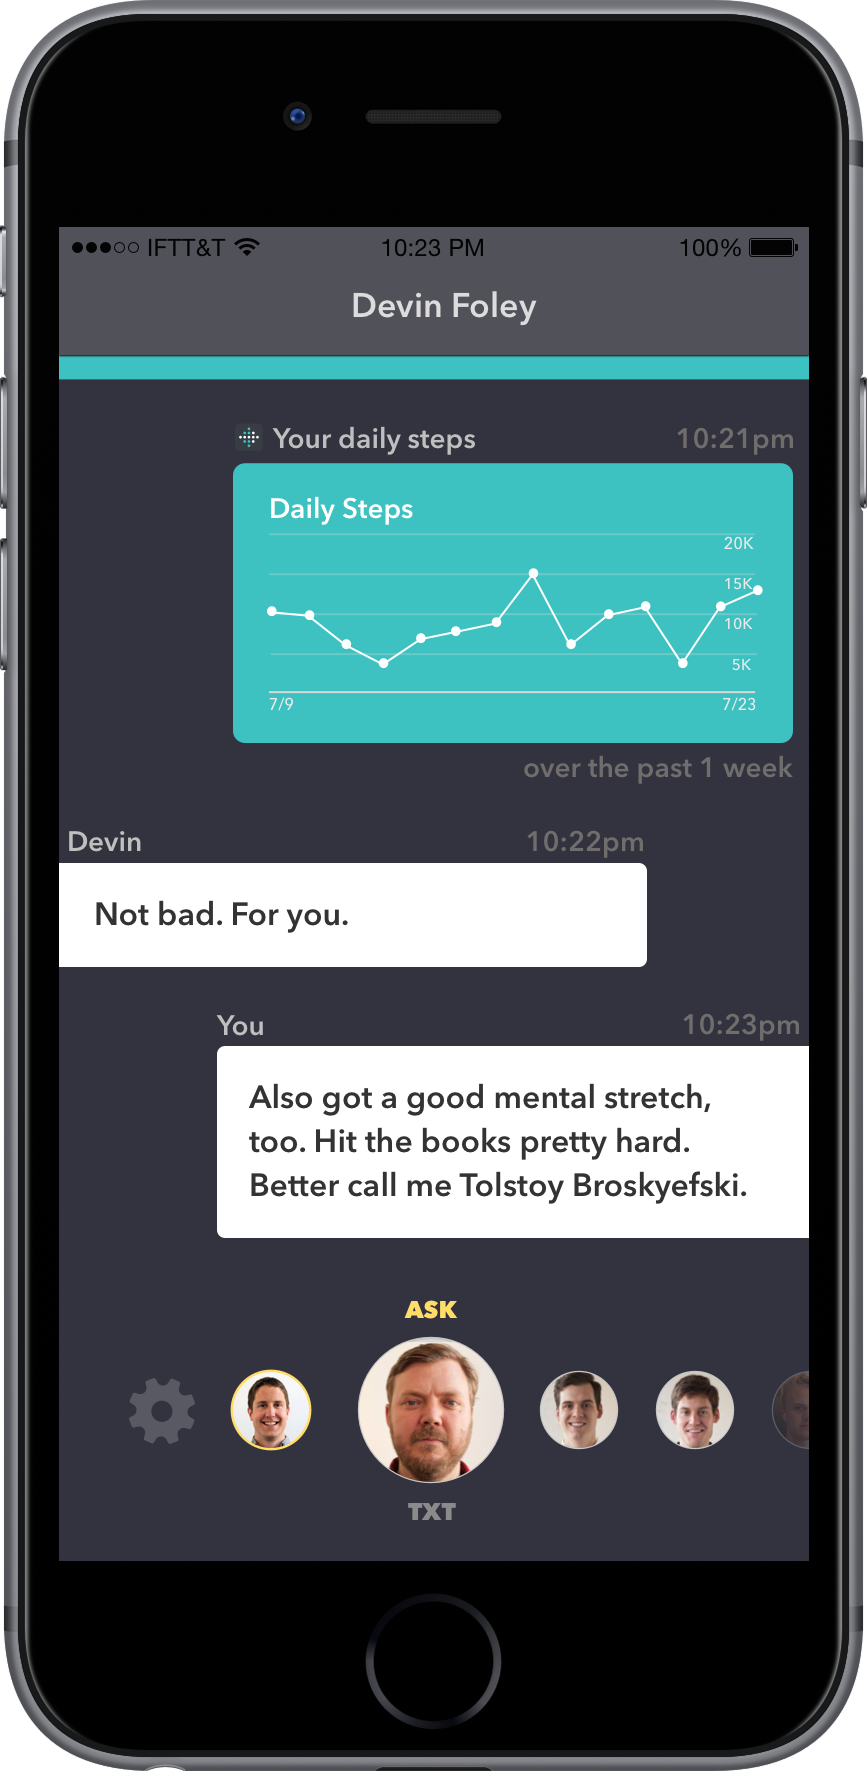 IFTT&T 10:23 PM 100%
Devin Foley
Your daily steps 10:21pm
Daily Steps
20K
15K
10K
5K
7/9 7/23
over the past 1 week
Devin 10:22pm
Not bad. For you.
You 10:23pm
Also got a good mental stretch,
too. Hit the books pretty hard.
Better call me Tolstoy Broskyefski.
ASK
TXT